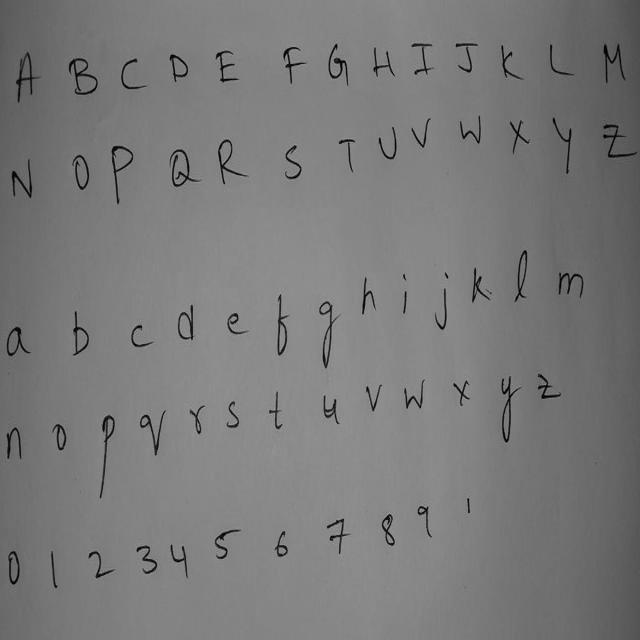 A B C D E F G H I J K L M
N O P Q R S T U V W X Y Z
a b c d e f g h i j k l m
n o p q r s t u v w x y z
0 1 2 3 4 5 6 7 8 9 '